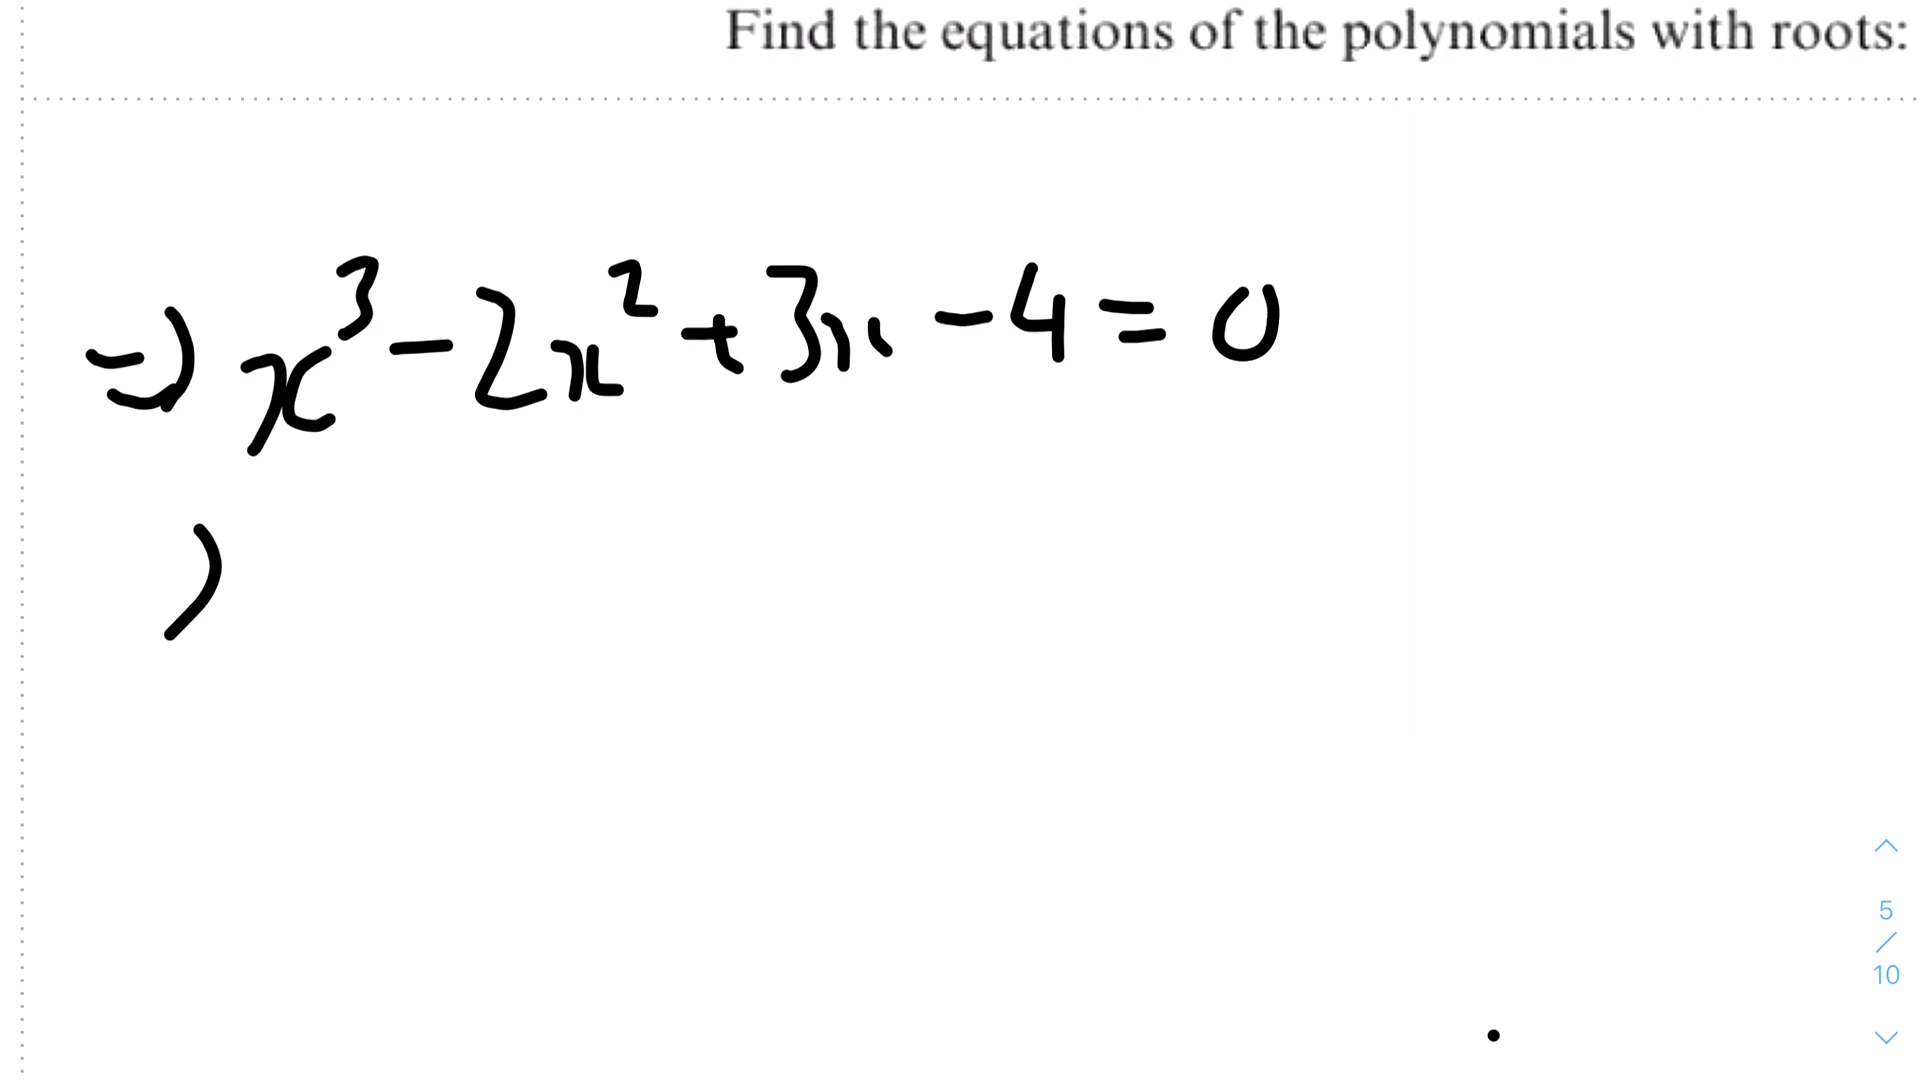 Find the equations of the polynomials with roots:
⇒ x³ - 2x² + 3x - 4 = 0
)
5
/
10